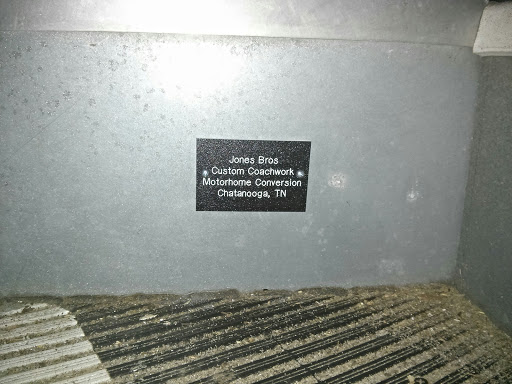 Jones Bros
Custom Coachwork
Motorhome Conversion
Chatanooga, TN